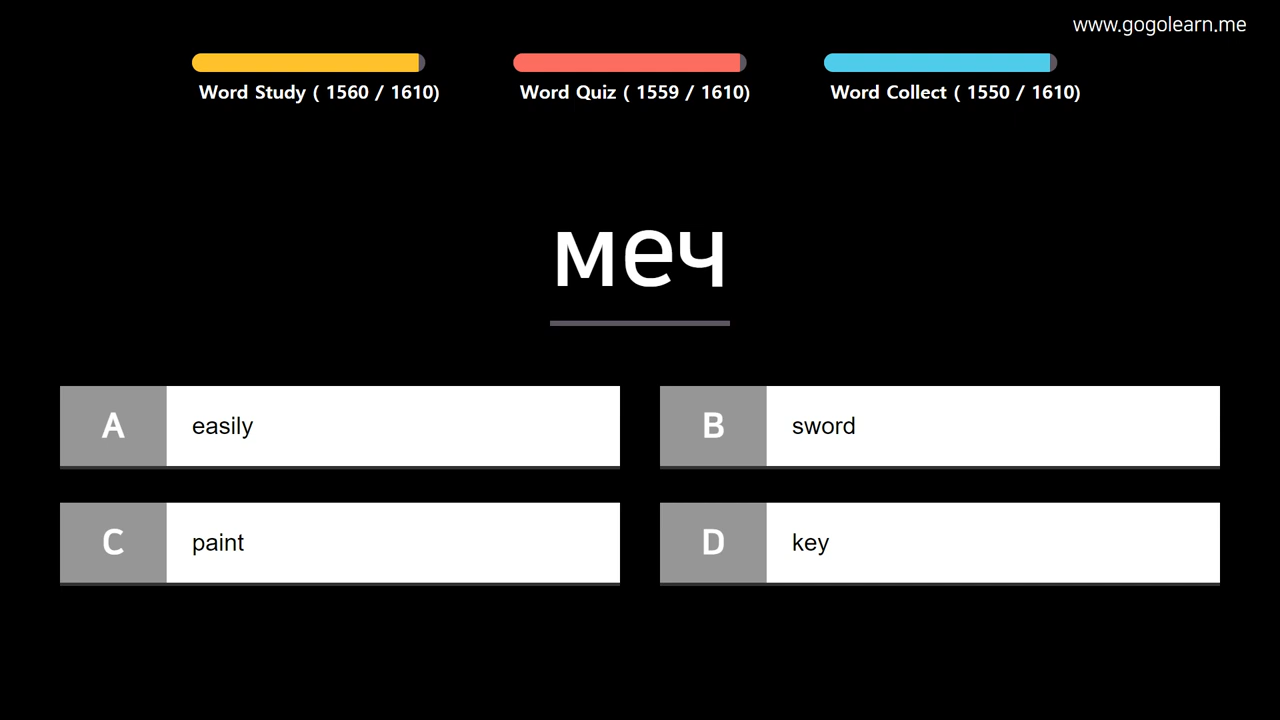 www.gogolearn.me
Word Study ( 1560 / 1610)
Word Quiz ( 1559 / 1610)
Word Collect ( 1550 / 1610)
меч
A easily
B sword
C paint
D key